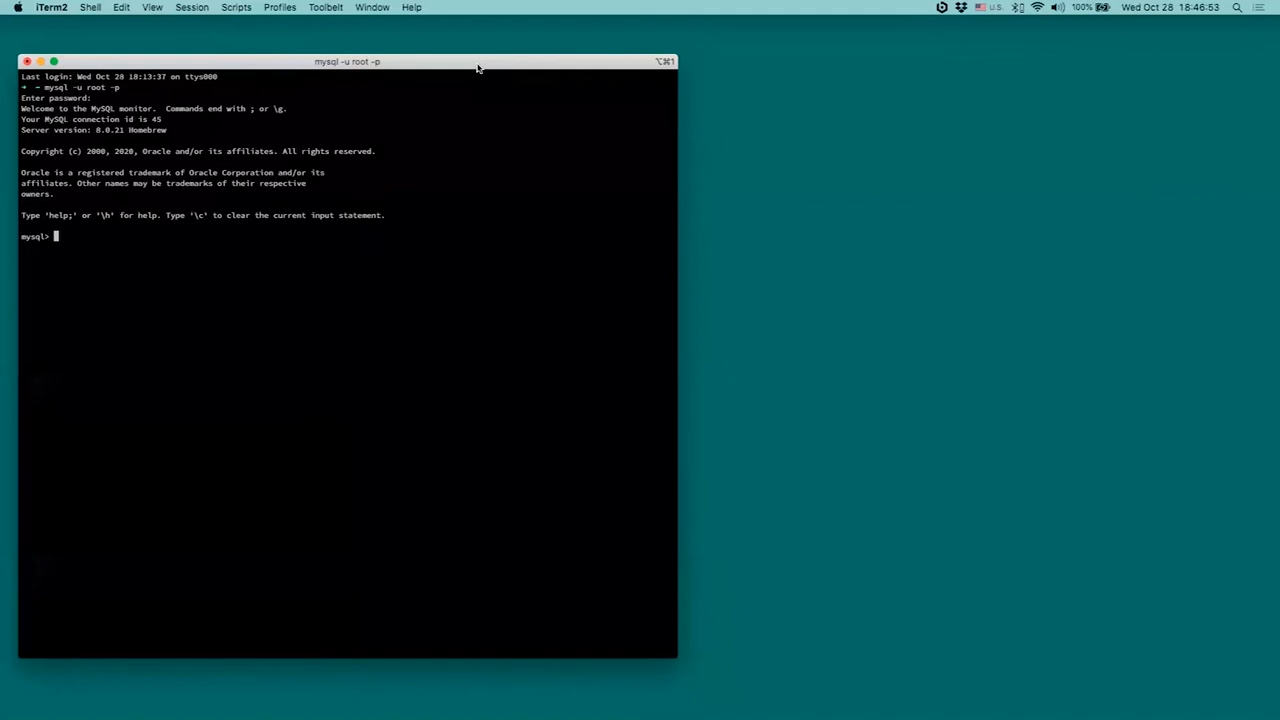 iTerm2 Shell Edit View Session Scripts Profiles Toolbelt Window Help U.S. 100% Wed Oct 28 18:46:53
mysql -u root -p ⌥⌘1
Last login: Wed Oct 28 18:13:37 on ttys000
➜ ~ mysql -u root -p
Enter password:
Welcome to the MySQL monitor. Commands end with ; or \g.
Your MySQL connection id is 45
Server version: 8.0.21 Homebrew
Copyright (c) 2000, 2020, Oracle and/or its affiliates. All rights reserved.
Oracle is a registered trademark of Oracle Corporation and/or its
affiliates. Other names may be trademarks of their respective
owners.
Type 'help;' or '\h' for help. Type '\c' to clear the current input statement.
mysql>